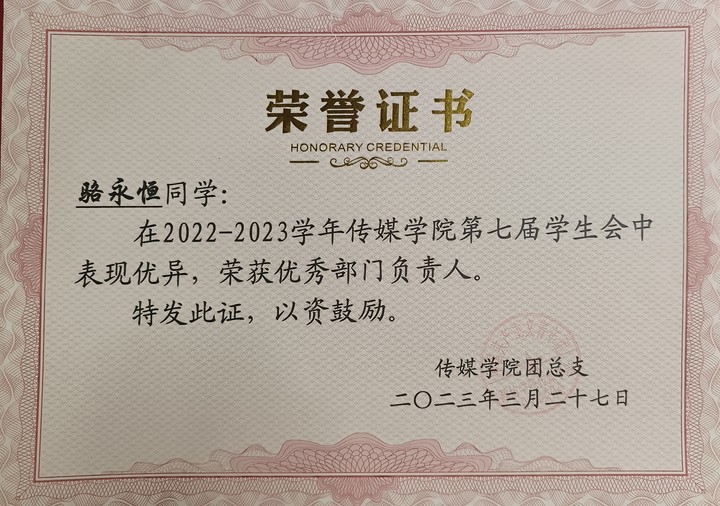 荣誉证书
HONORARY CREDENTIAL
骆永恒同学：
在2022-2023学年传媒学院第七届学生会中
表现优异，荣获优秀部门负责人。
特发此证，以资鼓励。
传媒学院团总支
二〇二三年三月二十七日